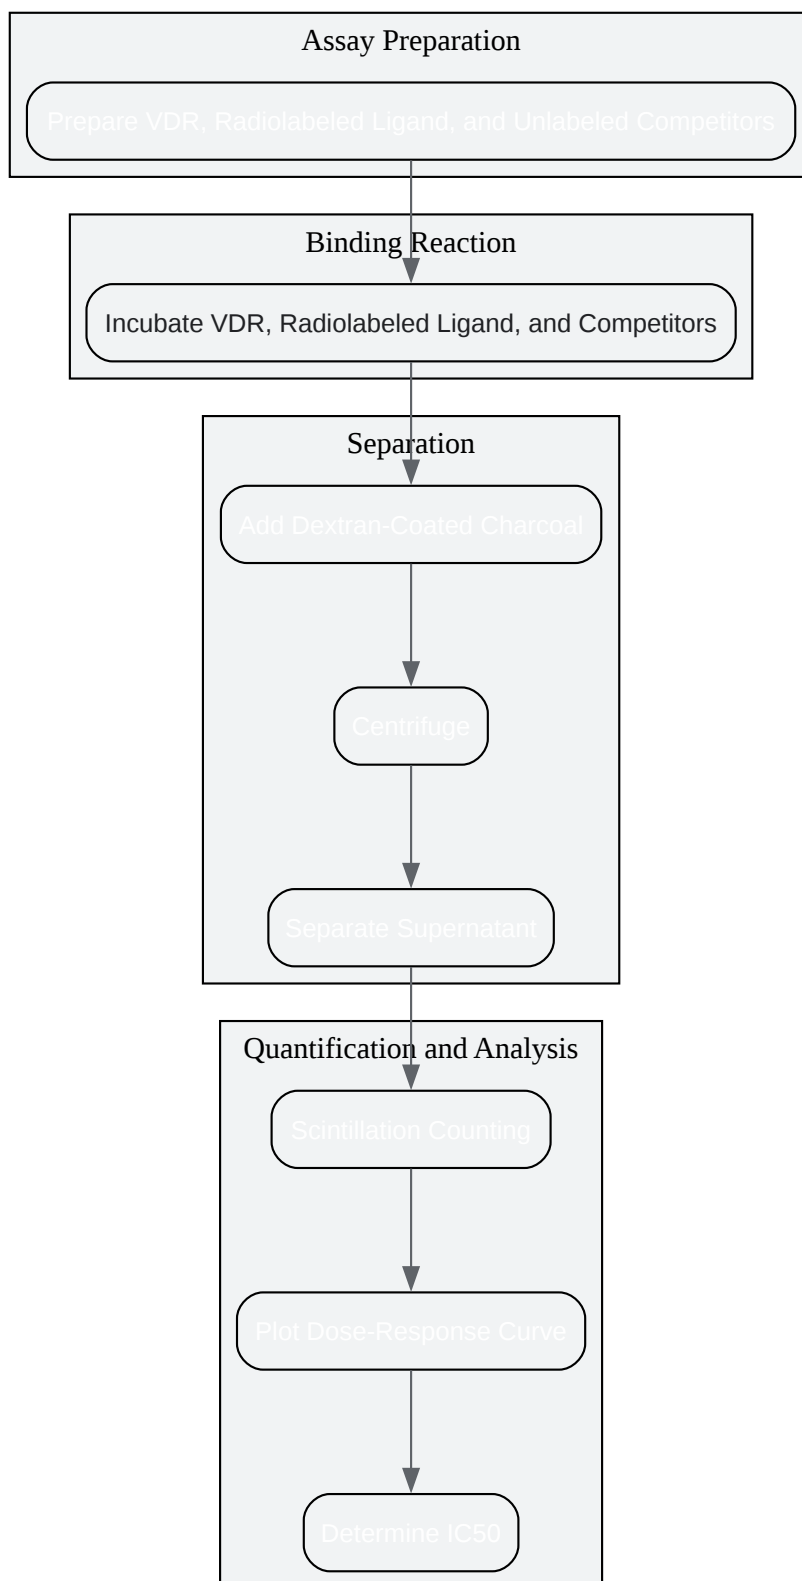 Assay Preparation
Prepare VDR, Radiolabeled Ligand, and Unlabeled Competitors
Binding Reaction
Incubate VDR, Radiolabeled Ligand, and Competitors
Separation
Add Dextran-Coated Charcoal
Centrifuge
Separate Supernatant
Quantification and Analysis
Scintillation Counting
Plot Dose-Response Curve
Determine IC50